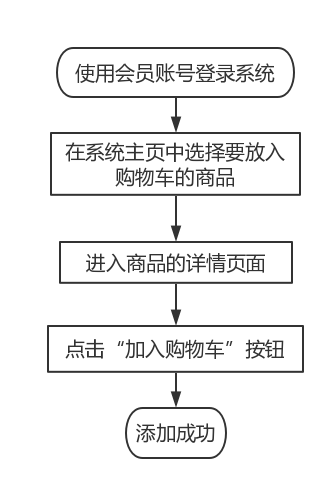 使用会员账号登录系统
在系统主页中选择要放入
购物车的商品
进入商品的详情页面
点击“加入购物车”按钮
添加成功